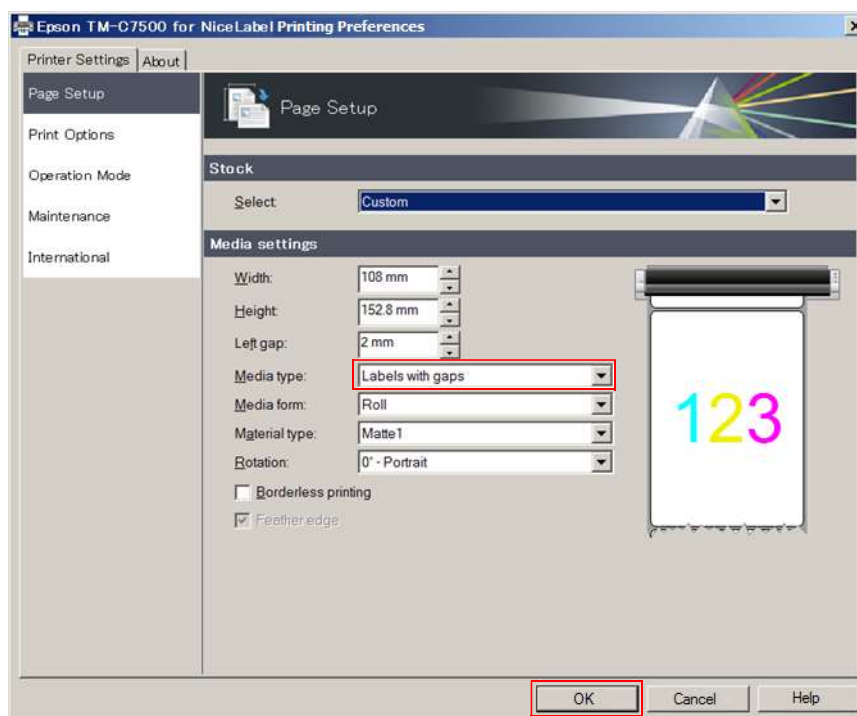 Epson TM-C7500 for NiceLabel Printing Preferences
Printer Settings About
Page Setup
Print Options
Operation Mode
Maintenance
International
Page Setup
Stock
Select: Custom
Media settings
Width: 108 mm
Height: 152.8 mm
Left gap: 2 mm
Media type: Labels with gaps
Media form: Roll
Material type: Matte1
Rotation: 0° - Portrait
Borderless printing
Feather edge
123
OK Cancel Help